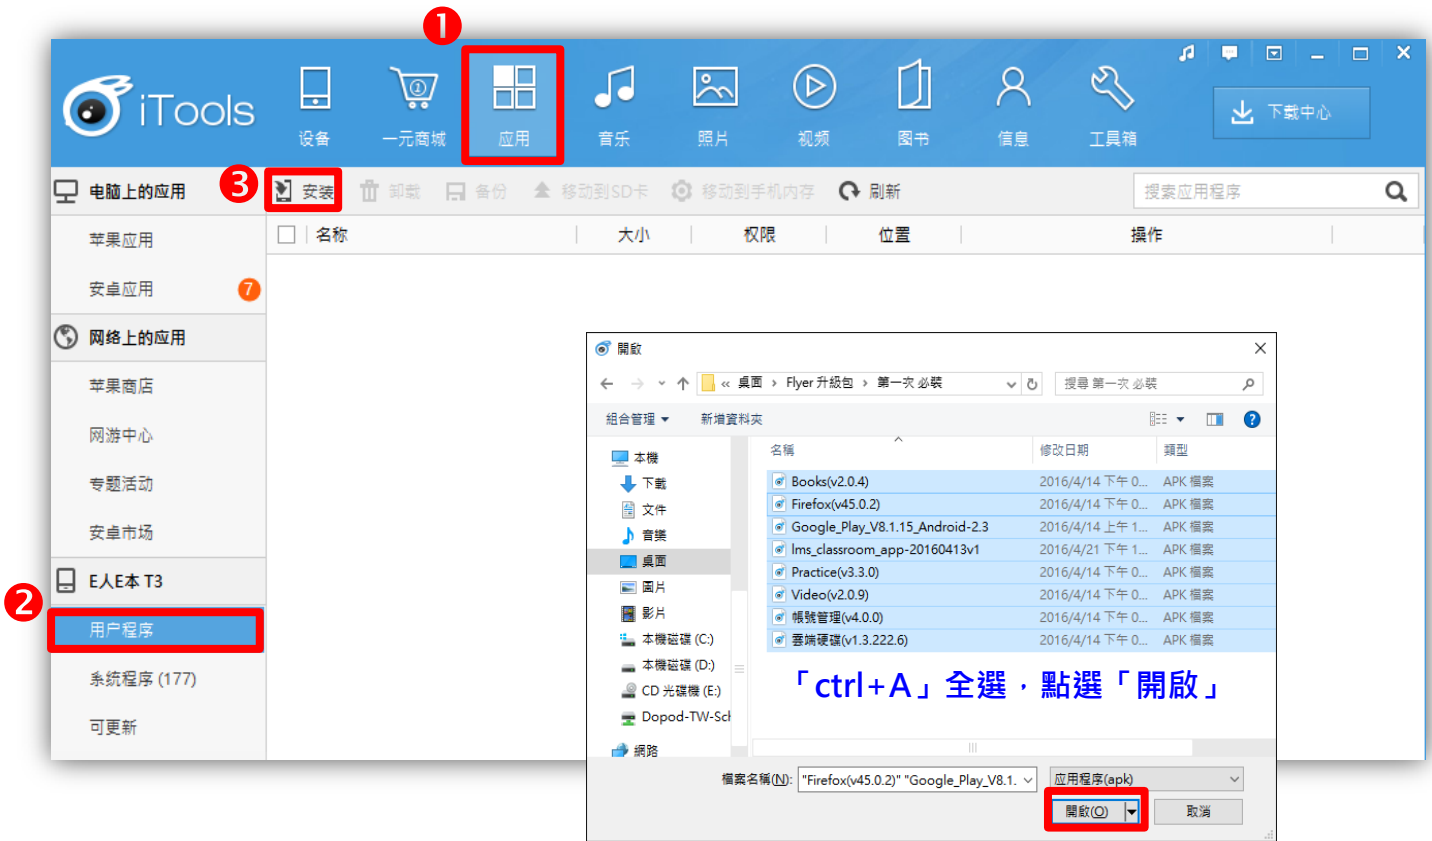 1
iTools
设备
一元商城
应用
音乐
照片
视频
图书
信息
工具箱
下载中心
电脑上的应用
3
安装
卸载
备份
移动到SD卡
移动到手机内存
刷新
搜索应用程序
苹果应用
名称
大小
权限
位置
操作
安卓应用
7
网络上的应用
苹果商店
网游中心
专题活动
安卓市场
E人E本 T3
2
用户程序
系统程序 (177)
可更新
開啟
« 桌面 › Flyer 升級包 › 第一次 必裝
搜尋 第一次 必裝
組合管理
新增資料夾
本機
下載
文件
音樂
桌面
圖片
影片
本機磁碟 (C:)
本機磁碟 (D:)
CD 光碟機 (E:)
Dopod-TW-Sch
網路
名稱 修改日期 類型
Books(v2.0.4) 2016/4/14 下午 0... APK 檔案
Firefox(v45.0.2) 2016/4/14 下午 0... APK 檔案
Google_Play_V8.1.15_Android-2.3 2016/4/14 上午 1... APK 檔案
lms_classroom_app-20160413v1 2016/4/21 下午 1... APK 檔案
Practice(v3.3.0) 2016/4/14 下午 0... APK 檔案
Video(v2.0.9) 2016/4/14 下午 0... APK 檔案
帳號管理(v4.0.0) 2016/4/14 下午 0... APK 檔案
雲端硬碟(v1.3.222.6) 2016/4/14 下午 0... APK 檔案
「ctrl+A」全選，點選「開啟」
檔案名稱(N): "Firefox(v45.0.2)" "Google_Play_V8.1.
应用程序(apk)
開啟(O)
取消